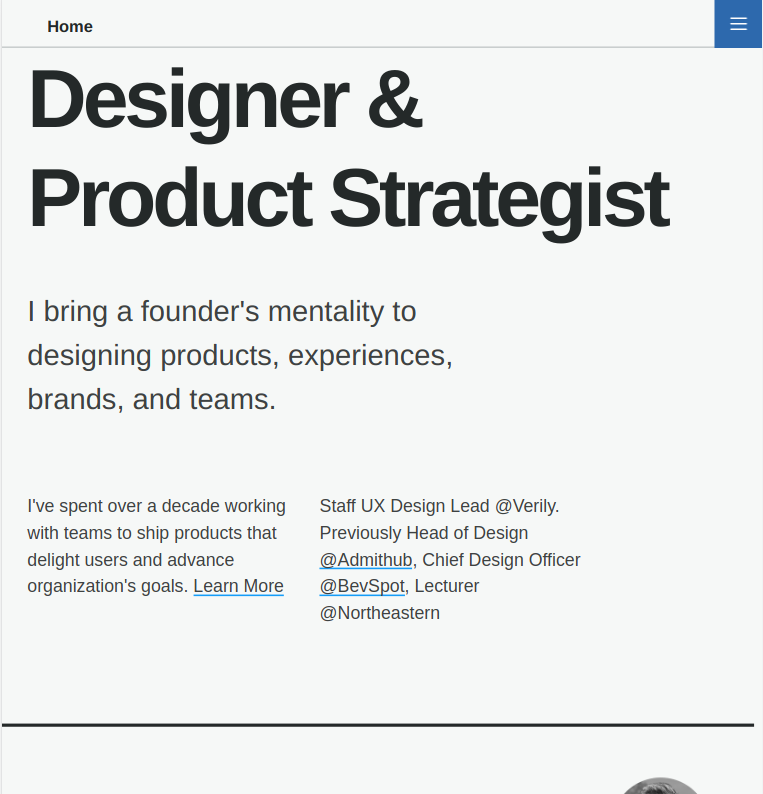 Home
Designer &
Product Strategist
I bring a founder's mentality to
designing products, experiences,
brands, and teams.
I've spent over a decade working
with teams to ship products that
delight users and advance
organization's goals. Learn More
Staff UX Design Lead @Verily.
Previously Head of Design
@Admithub, Chief Design Officer
@BevSpot, Lecturer
@Northeastern